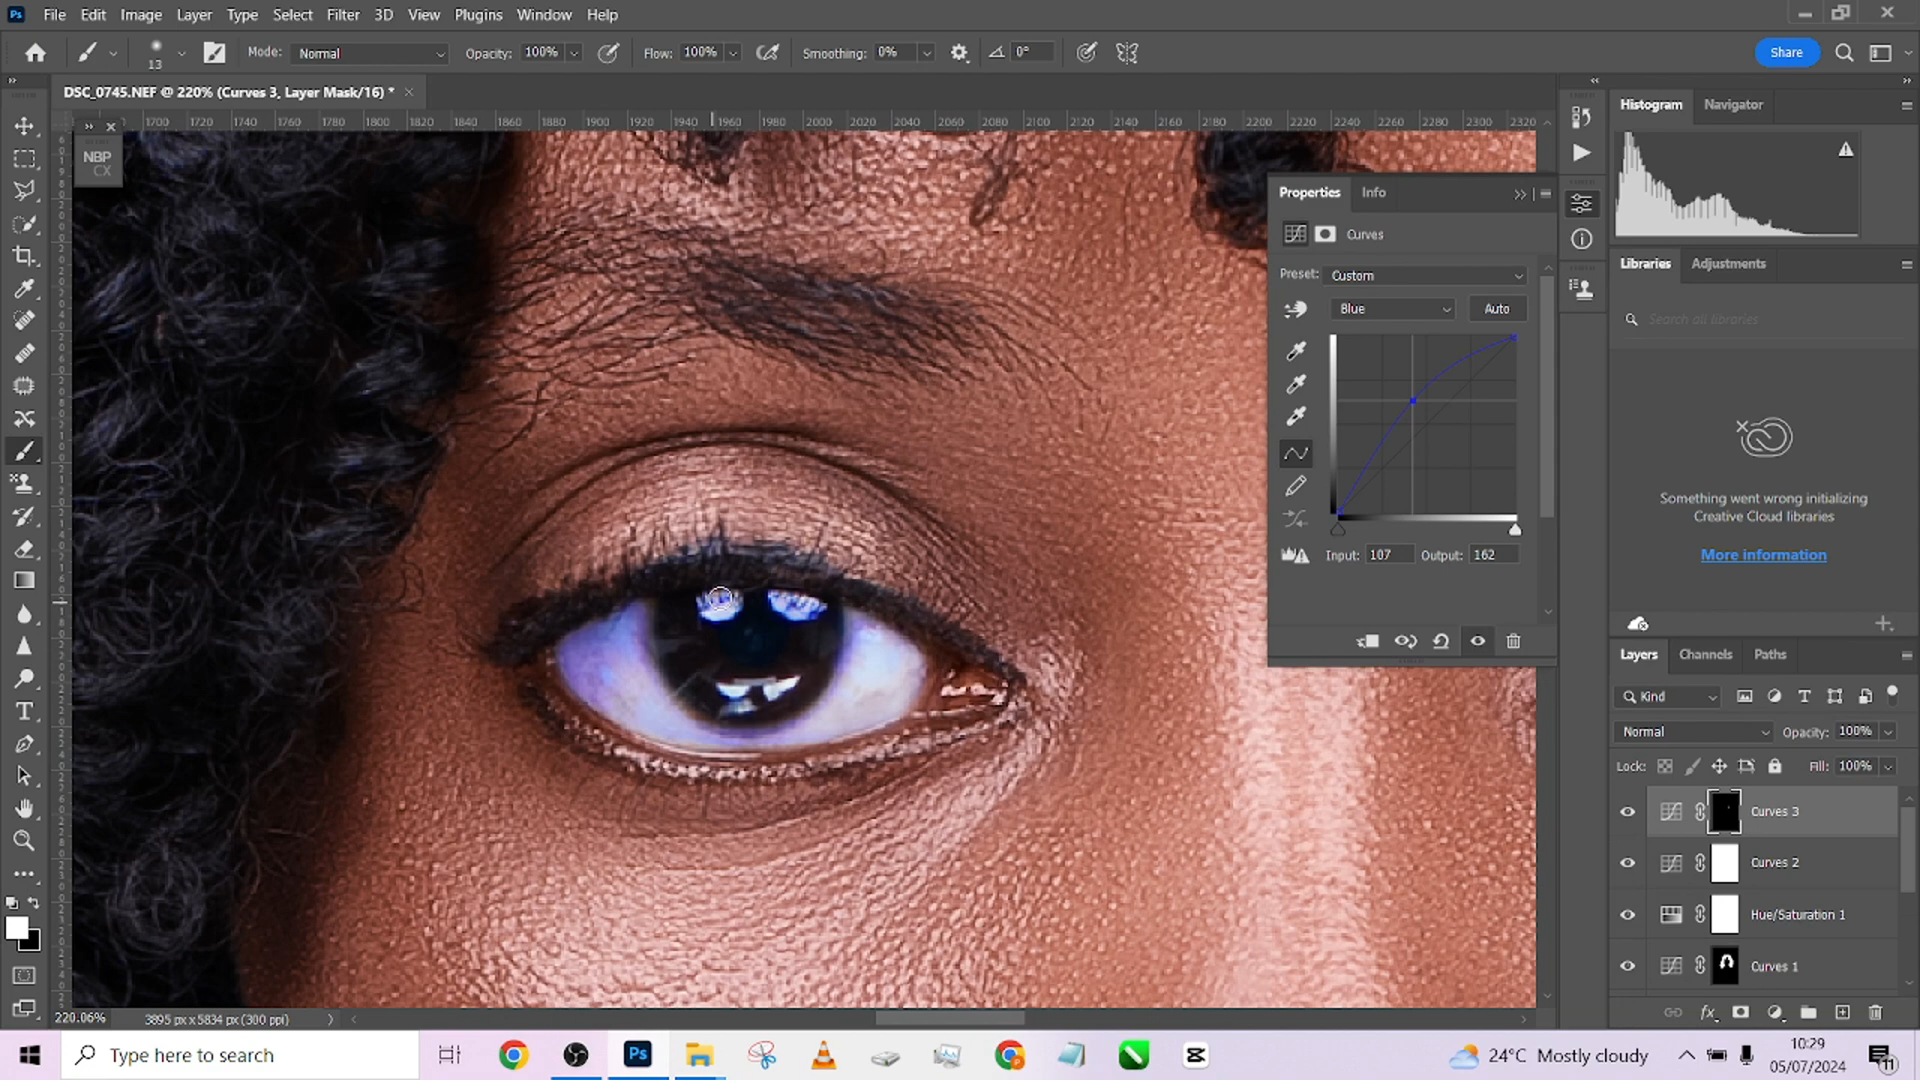 Ps File Edit Image Layer Type Select Filter 3D View Plugins Window Help
13 Mode: Normal Opacity: 100% Flow: 100% Smoothing: 0% 0° Share
DSC_0745.NEF @ 220% (Curves 3, Layer Mask/16) * ×
1700 1720 1740 1760 1780 1800 1820 1840 1860 1880 1900 1920 1940 1960 1980 2000 2020 2040 2060 2080 2100 2120 2140 2160 2180 2200 2220 2240 2260 2280 2300 2320
NBP
CX
Properties Info
Curves
Preset: Custom
Blue Auto
Input: 107 Output: 162
Histogram Navigator
Libraries Adjustments
Search all libraries
Something went wrong initializing
Creative Cloud libraries
More information
Layers Channels Paths
Kind
Normal Opacity: 100%
Lock: Fill: 100%
Curves 3
Curves 2
Hue/Saturation 1
Curves 1
220.06% 3895 px x 5834 px (300 ppi)
Type here to search
Ps
24°C Mostly cloudy
10:29
05/07/2024
11